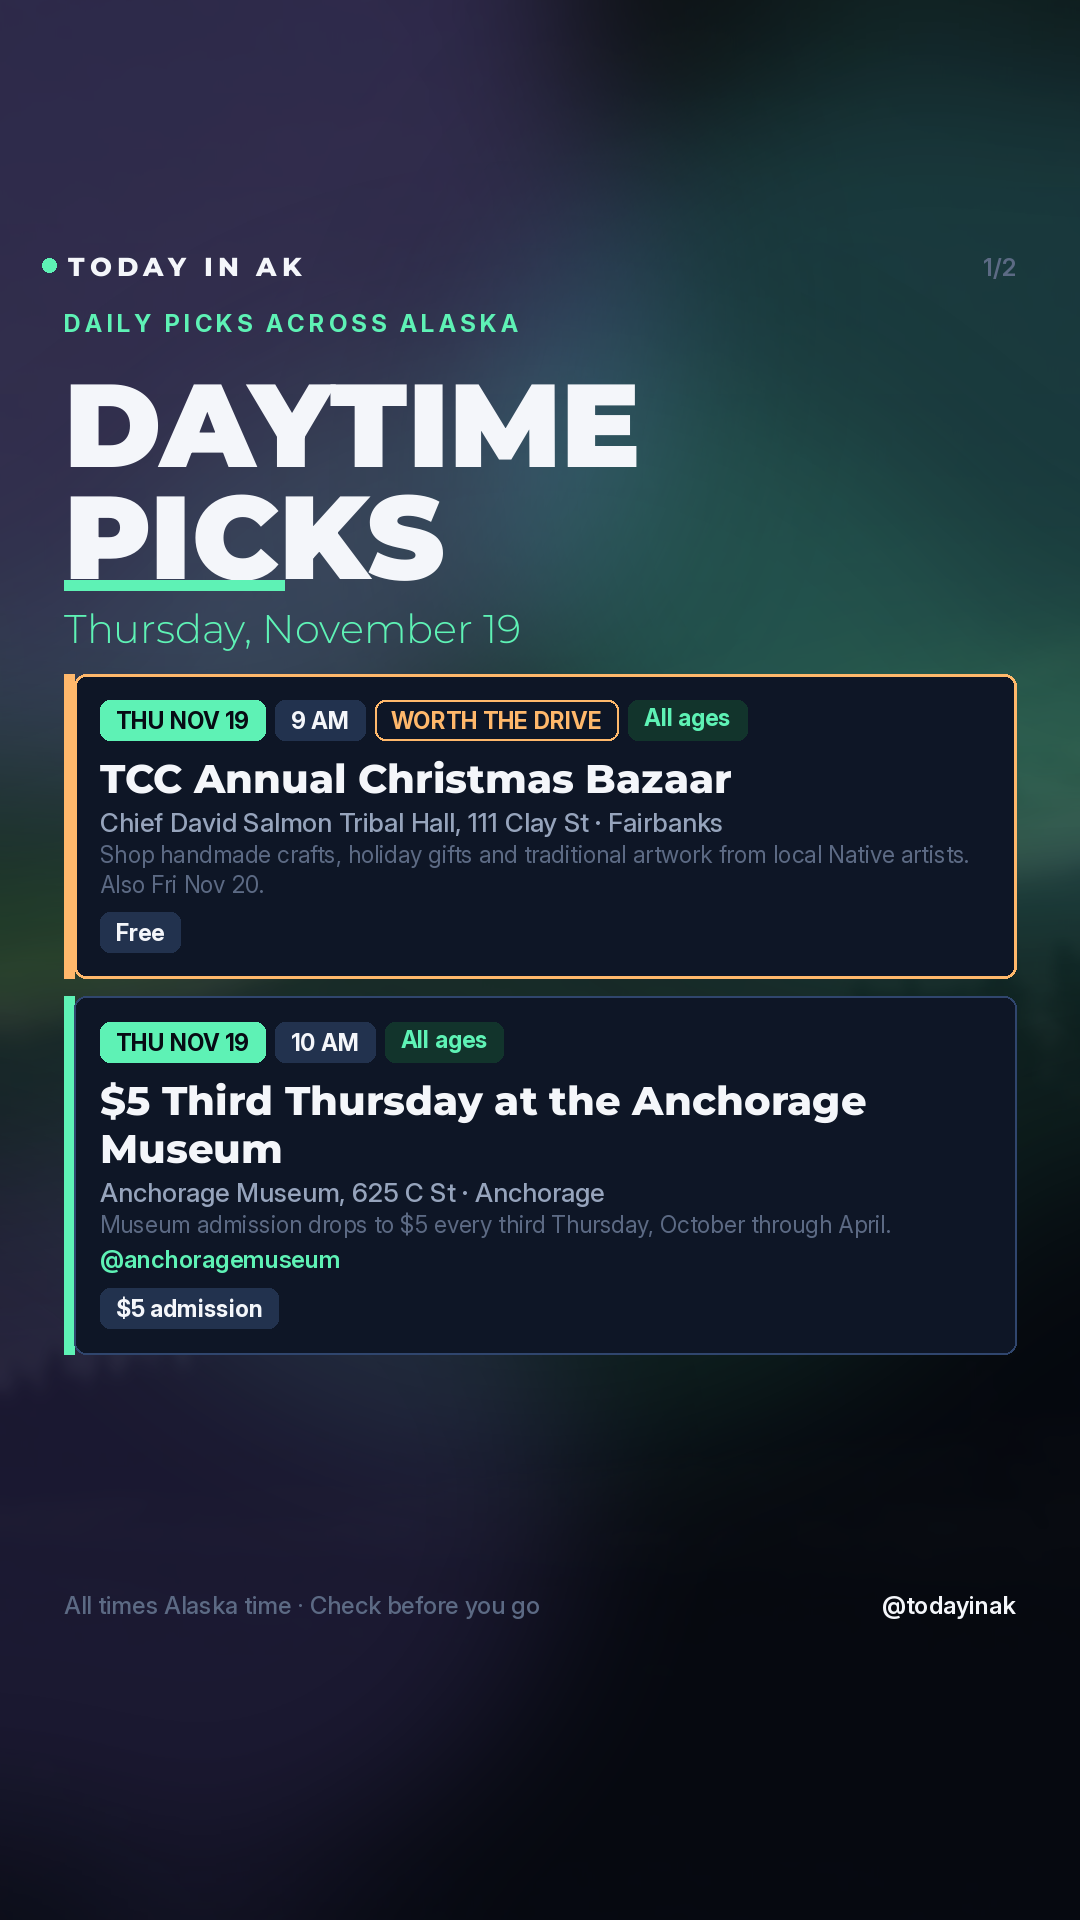 TODAY IN AK
1/2
DAILY PICKS ACROSS ALASKA
DAYTIME
PICKS
Thursday, November 19
THU NOV 19 9 AM WORTH THE DRIVE All ages
TCC Annual Christmas Bazaar
Chief David Salmon Tribal Hall, 111 Clay St · Fairbanks
Shop handmade crafts, holiday gifts and traditional artwork from local Native artists.
Also Fri Nov 20.
Free
THU NOV 19 10 AM All ages
$5 Third Thursday at the Anchorage
Museum
Anchorage Museum, 625 C St · Anchorage
Museum admission drops to $5 every third Thursday, October through April.
@anchoragemuseum
$5 admission
All times Alaska time · Check before you go
@todayinak